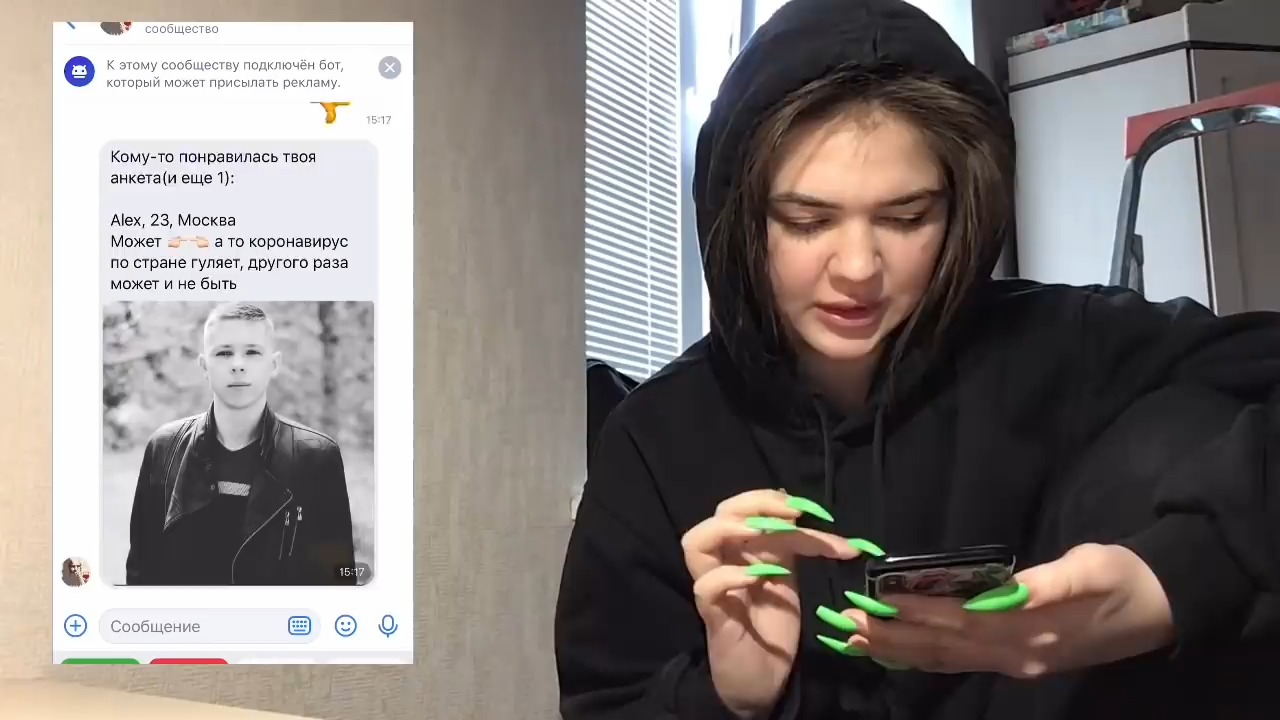 сообщество
К этому сообществу подключён бот,
который может присылать рекламу.
15:17
Кому-то понравилась твоя
анкета(и еще 1):
Alex, 23, Москва
Может 👉🏻👈🏻 а то коронавирус
по стране гуляет, другого раза
может и не быть
15:17
Сообщение